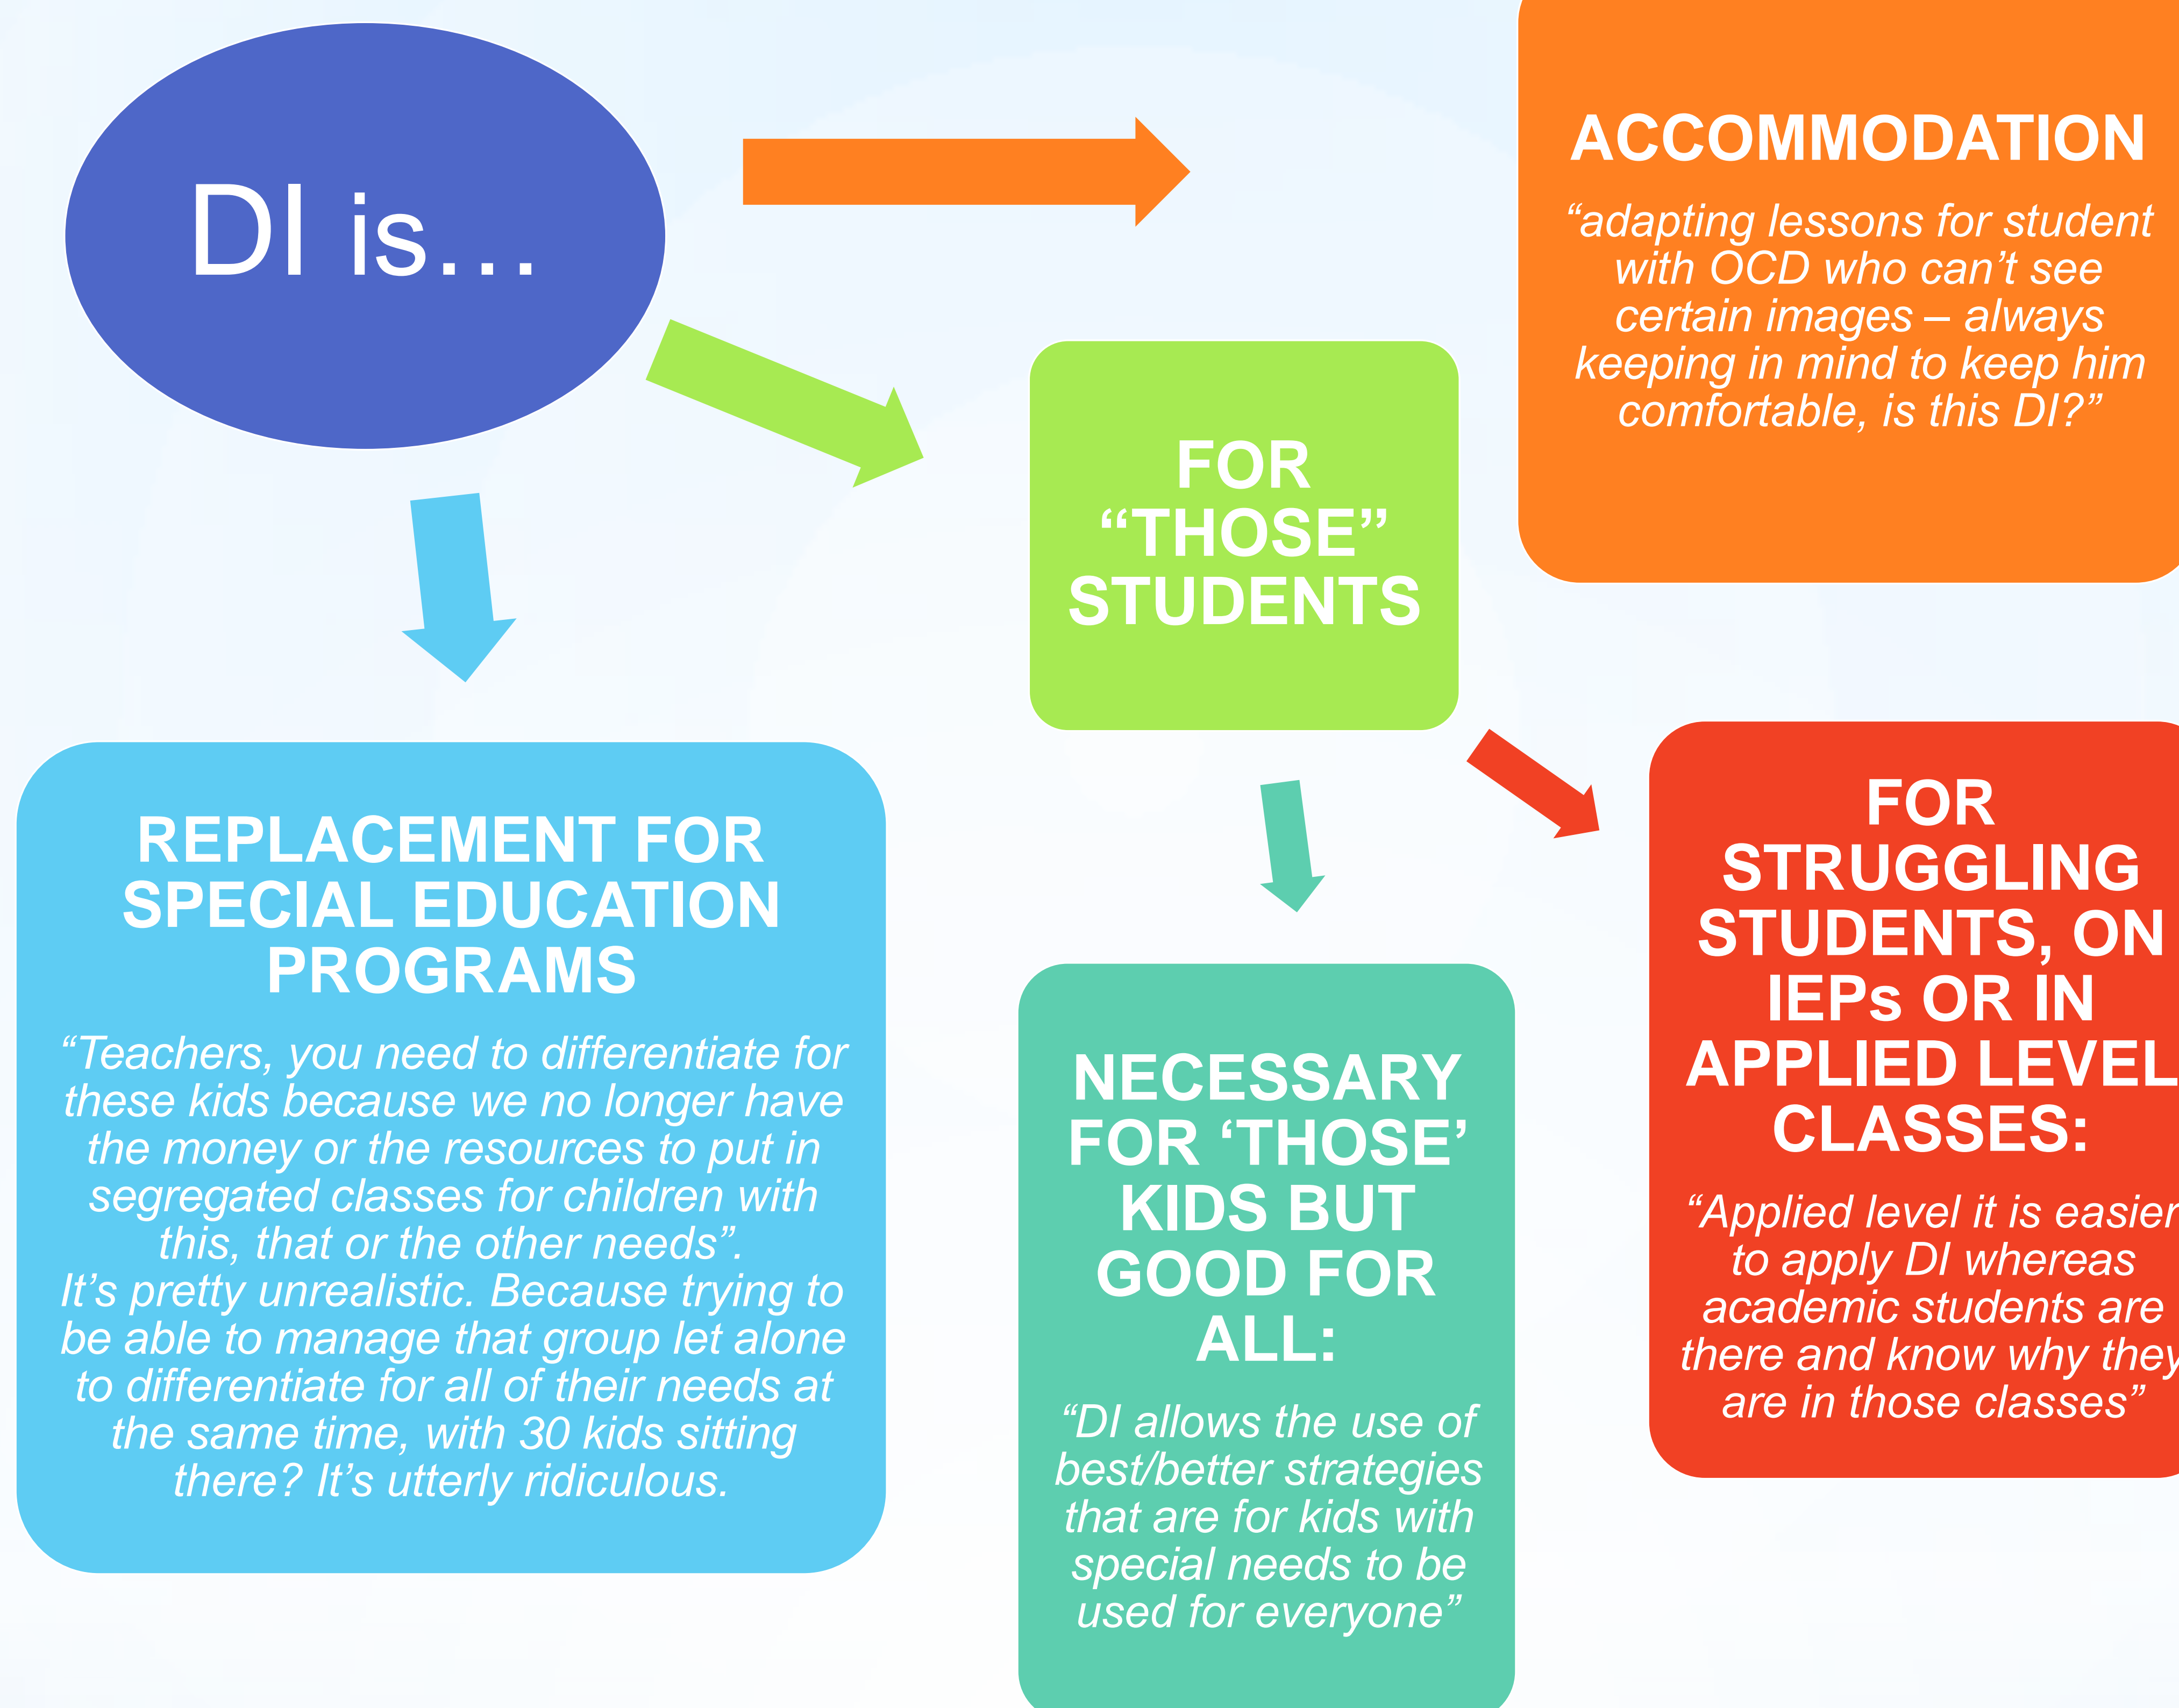 DI is…
ACCOMMODATION
“adapting lessons for student
with OCD who can’t see
certain images – always
keeping in mind to keep him
comfortable, is this DI?”
FOR
“THOSE”
STUDENTS
REPLACEMENT FOR
SPECIAL EDUCATION
PROGRAMS
“Teachers, you need to differentiate for
these kids because we no longer have
the money or the resources to put in
segregated classes for children with
this, that or the other needs”.
It’s pretty unrealistic. Because trying to
be able to manage that group let alone
to differentiate for all of their needs at
the same time, with 30 kids sitting
there? It’s utterly ridiculous.
NECESSARY
FOR ‘THOSE’
KIDS BUT
GOOD FOR
ALL:
“DI allows the use of
best/better strategies
that are for kids with
special needs to be
used for everyone”
FOR
STRUGGLING
STUDENTS, ON
IEPs OR IN
APPLIED LEVEL
CLASSES:
“Applied level it is easier
to apply DI whereas
academic students are
there and know why they
are in those classes”